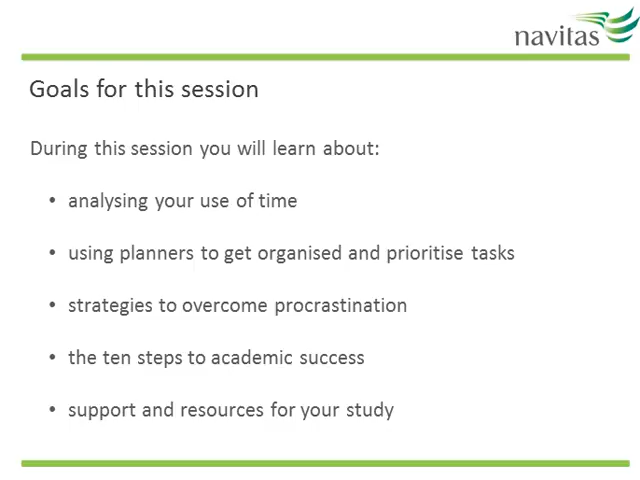 navitas
Goals for this session
During this session you will learn about:
• analysing your use of time
• using planners to get organised and prioritise tasks
• strategies to overcome procrastination
• the ten steps to academic success
• support and resources for your study